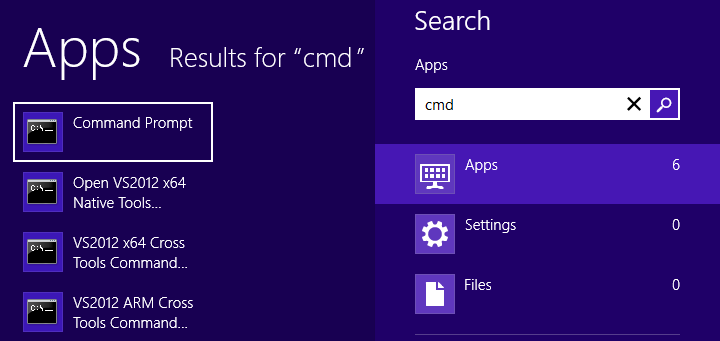 Apps Results for “cmd”
Command Prompt
Open VS2012 x64
Native Tools...
VS2012 x64 Cross
Tools Command...
VS2012 ARM Cross
Tools Command...
Search
Apps
cmd
Apps 6
Settings 0
Files 0